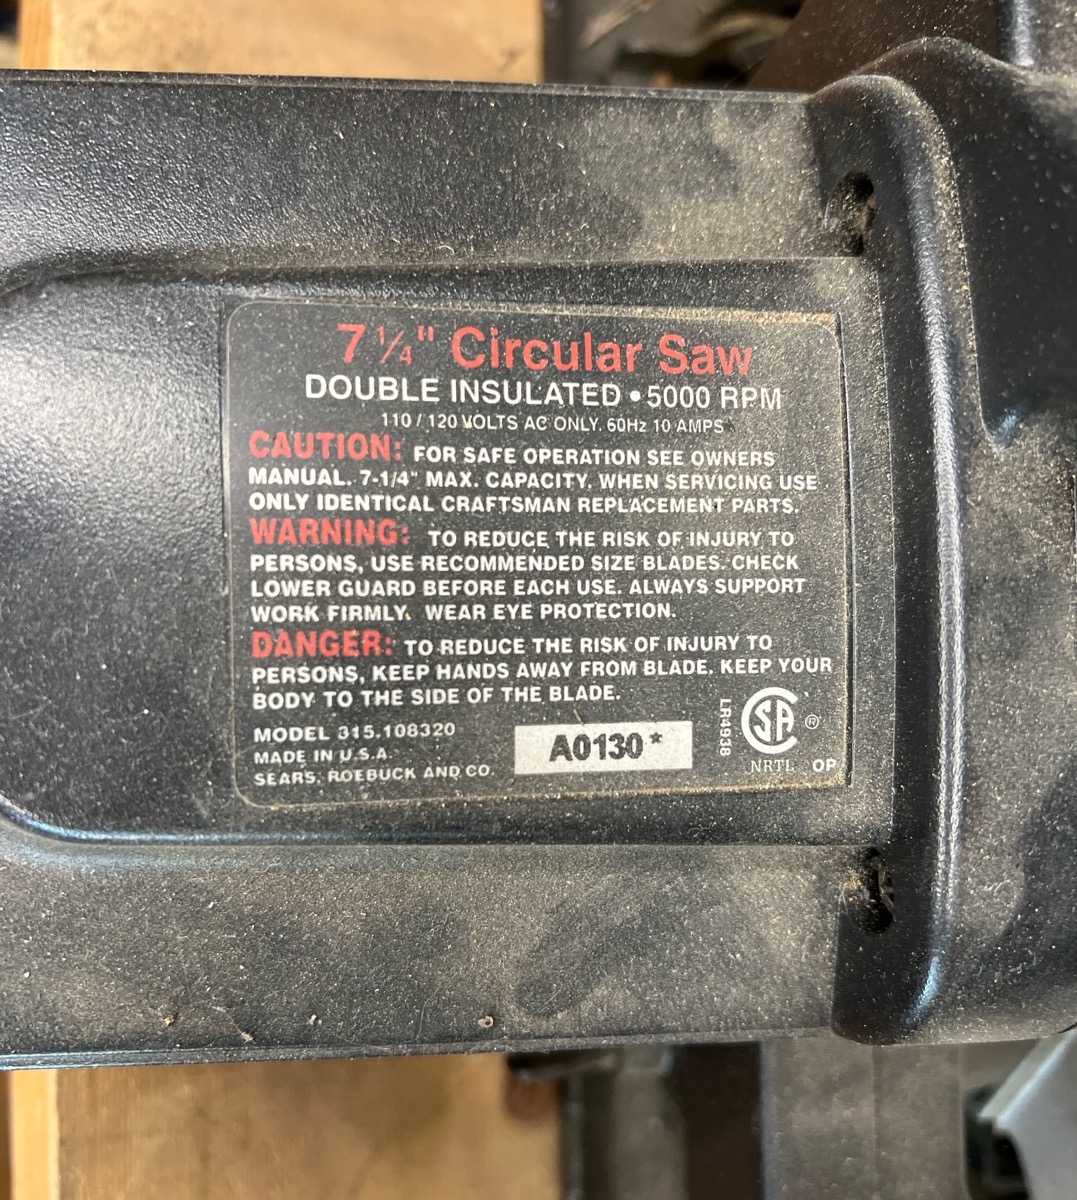 7 1/4" Circular Saw
DOUBLE INSULATED • 5000 RPM
110 / 120 VOLTS AC ONLY. 60Hz 10 AMPS
CAUTION: FOR SAFE OPERATION SEE OWNERS
MANUAL. 7-1/4" MAX. CAPACITY. WHEN SERVICING USE
ONLY IDENTICAL CRAFTSMAN REPLACEMENT PARTS.
WARNING: TO REDUCE THE RISK OF INJURY TO
PERSONS, USE RECOMMENDED SIZE BLADES. CHECK
LOWER GUARD BEFORE EACH USE. ALWAYS SUPPORT
WORK FIRMLY. WEAR EYE PROTECTION.
DANGER: TO REDUCE THE RISK OF INJURY TO
PERSONS, KEEP HANDS AWAY FROM BLADE. KEEP YOUR
BODY TO THE SIDE OF THE BLADE.
MODEL 315.108320
MADE IN U.S.A.
SEARS, ROEBUCK AND CO.
A0130*
LR4938
SA ®
NRTL OP